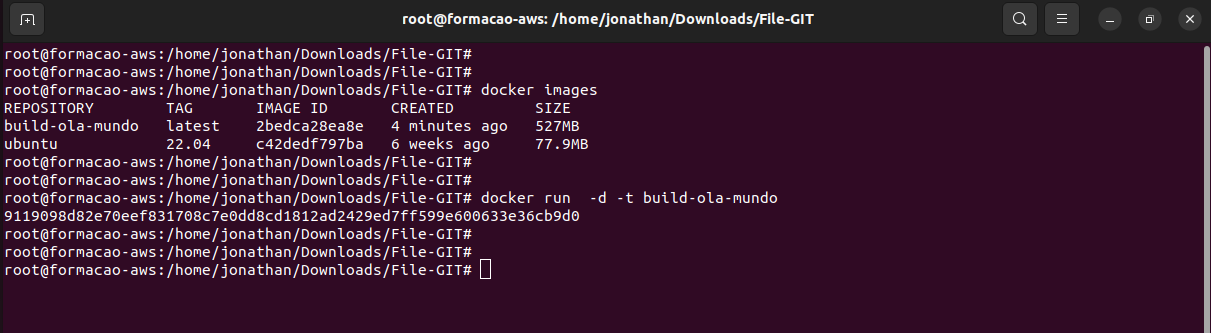 root@formacao-aws: /home/jonathan/Downloads/File-GIT
root@formacao-aws:/home/jonathan/Downloads/File-GIT#
root@formacao-aws:/home/jonathan/Downloads/File-GIT#
root@formacao-aws:/home/jonathan/Downloads/File-GIT# docker images
REPOSITORY        TAG       IMAGE ID       CREATED         SIZE
build-ola-mundo   latest    2bedca28ea8e   4 minutes ago   527MB
ubuntu            22.04     c42dedf797ba   6 weeks ago     77.9MB
root@formacao-aws:/home/jonathan/Downloads/File-GIT#
root@formacao-aws:/home/jonathan/Downloads/File-GIT#
root@formacao-aws:/home/jonathan/Downloads/File-GIT# docker run  -d -t build-ola-mundo
9119098d82e70eef831708c7e0dd8cd1812ad2429ed7ff599e600633e36cb9d0
root@formacao-aws:/home/jonathan/Downloads/File-GIT#
root@formacao-aws:/home/jonathan/Downloads/File-GIT#
root@formacao-aws:/home/jonathan/Downloads/File-GIT#